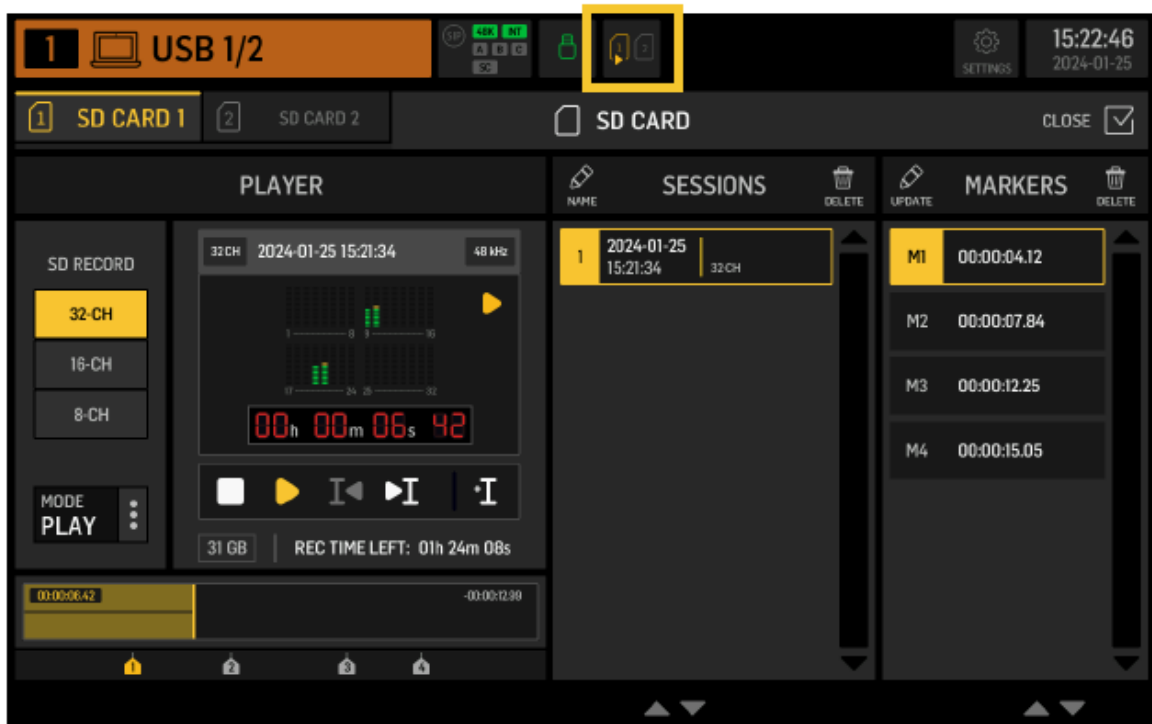 1 USB 1/2
SIP 48K INT
A B C
SC
1 2
SETTINGS
15:22:46
2024-01-25
1 SD CARD 1
2 SD CARD 2
SD CARD
CLOSE
PLAYER
NAME
SESSIONS
DELETE
UPDATE
MARKERS
DELETE
SD RECORD
32-CH
16-CH
8-CH
MODE
PLAY
32CH 2024-01-25 15:21:34 48 kHz
1 8 9 16
17 24 25 32
00h 00m 06s 42
31 GB REC TIME LEFT: 01h 24m 08s
00:00:06.42 -00:00:12.99
1 2 3 4
1 2024-01-25
15:21:34 32CH
M1 00:00:04.12
M2 00:00:07.84
M3 00:00:12.25
M4 00:00:15.05